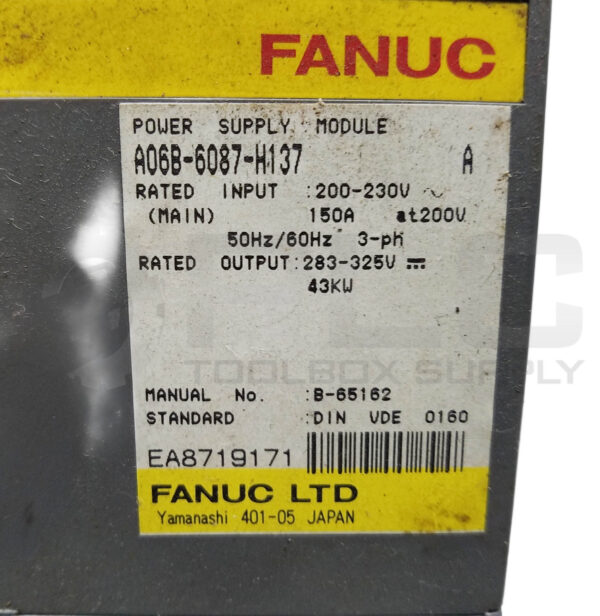 FANUC
POWER SUPPLY MODULE
A06B-6087-H137 A
RATED INPUT :200-230V ~
(MAIN) 150A at200V
50Hz/60Hz 3-ph
RATED OUTPUT:283-325V ⎓
43KW
PLC
TOOLBOX SUPPLY
MANUAL No. :B-65162
STANDARD :DIN VDE 0160
EA8719171
FANUC LTD
Yamanashi 401-05 JAPAN